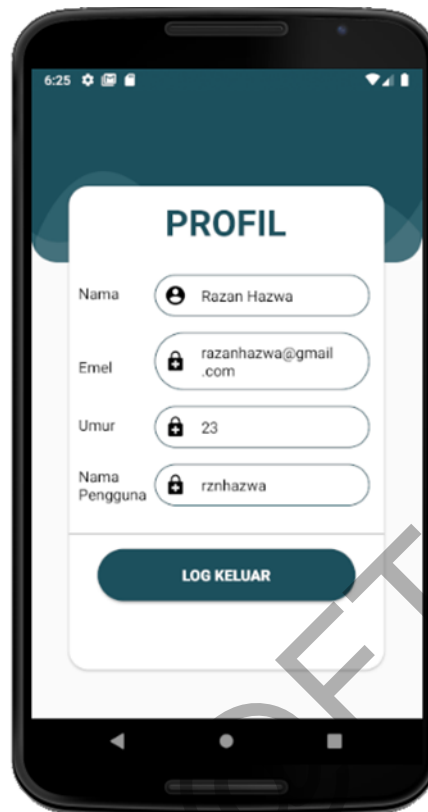 6:25
PROFIL
Nama
Razan Hazwa
Emel
razanhazwa@gmail
.com
Umur
23
Nama
Pengguna
rznhazwa
LOG KELUAR